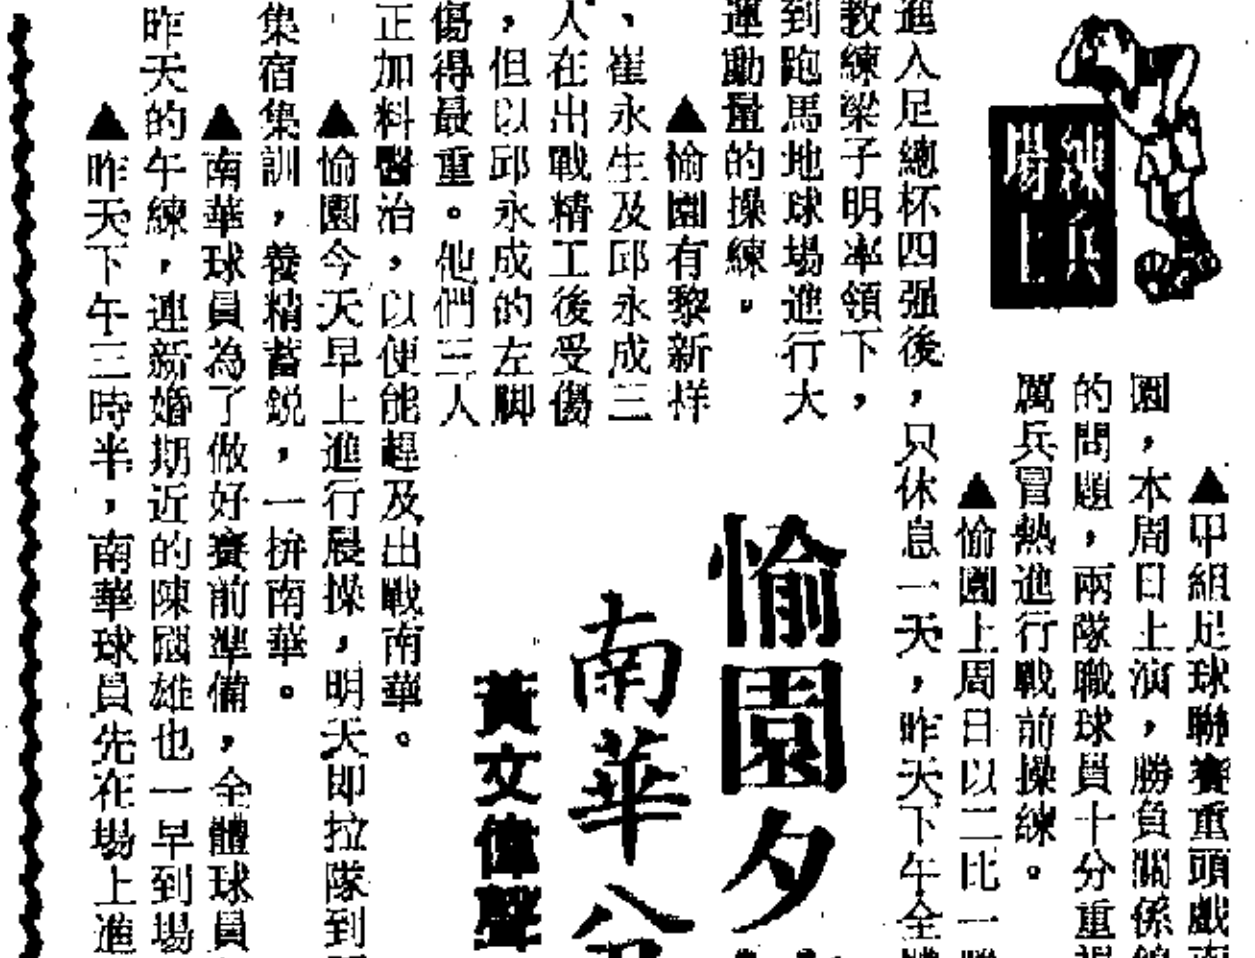 練兵
場上
▲甲組足球聯賽重頭戲南
園，本周日上演，勝負關係
的問題，兩隊職球員十分重視
厲兵冒熱進行戰前操練。
▲愉園上周日以二比一勝
進入足總杯四强後，只休息一天，昨天下午全體
教練梁子明率領下，
到跑馬地球場進行大
運動量的操練。
▲愉園有黎新祥
、崔永生及邱永成三
人在出戰精工後受傷
，但以邱永成的左脚
傷得最重。他們三人
正加料醫治，以便能趕及出戰南華。
▲愉園今天早上進行晨操，明天即拉隊到
集宿集訓，養精蓄銳，一拚南華。
▲南華球員為了做好賽前準備，全體球員
昨天的午練，連新婚期近的陳國雄也一早到場
▲昨天下午三時半，南華球員先在場上進
愉園夕
南華分
黃文偉聲